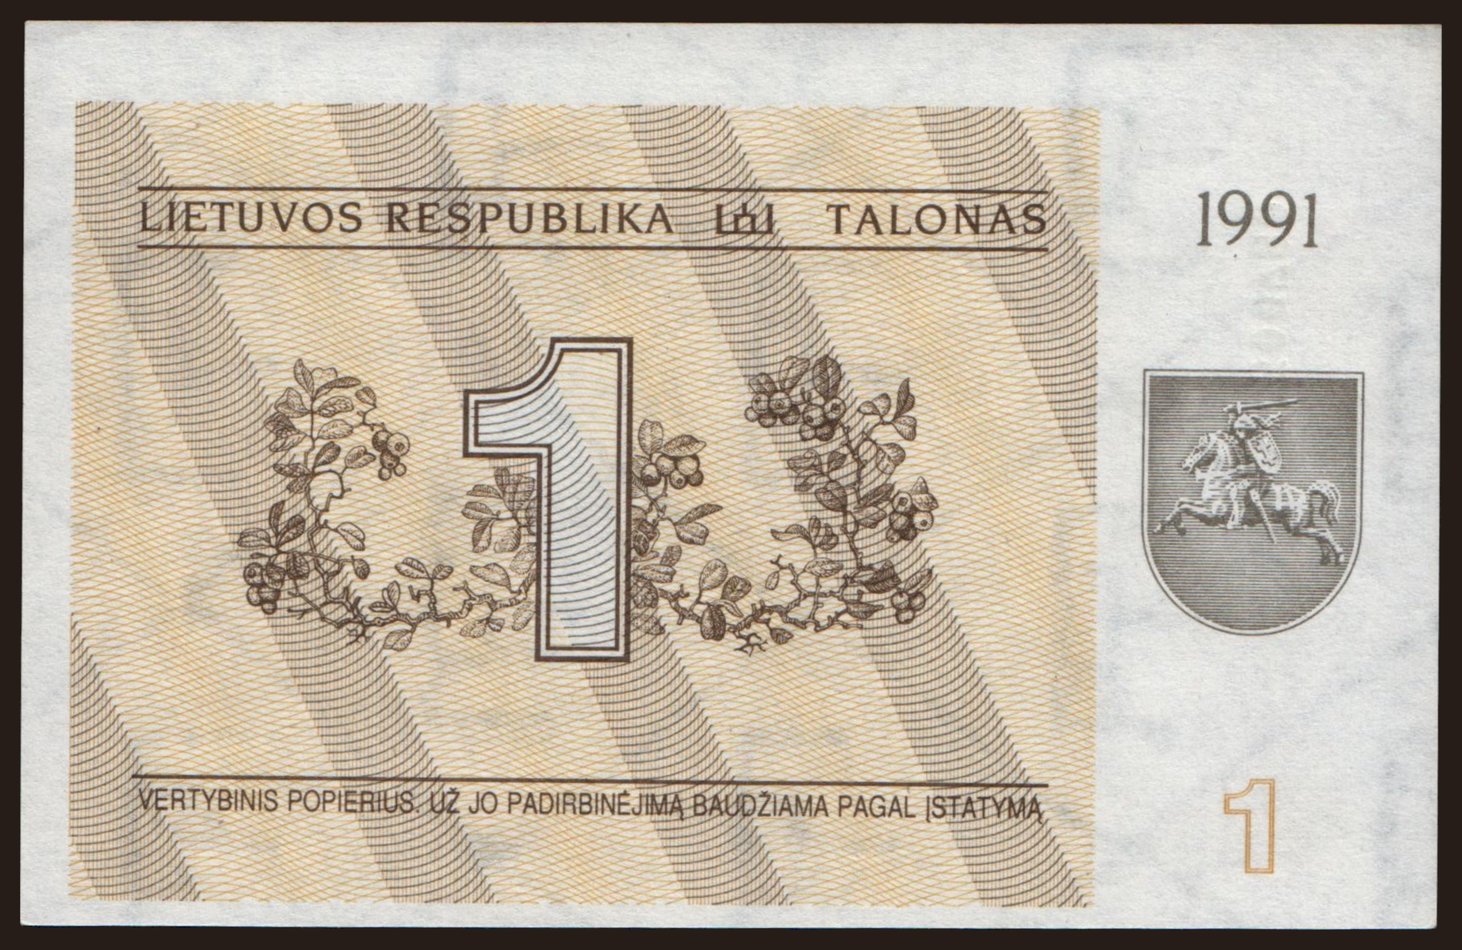 LIETUVOS RESPUBLIKA TALONAS
1991
1
VERTYBINIS POPIERIUS. UŽ JO PADIRBINĖJIMĄ BAUDŽIAMA PAGAL ĮSTATYMĄ
1